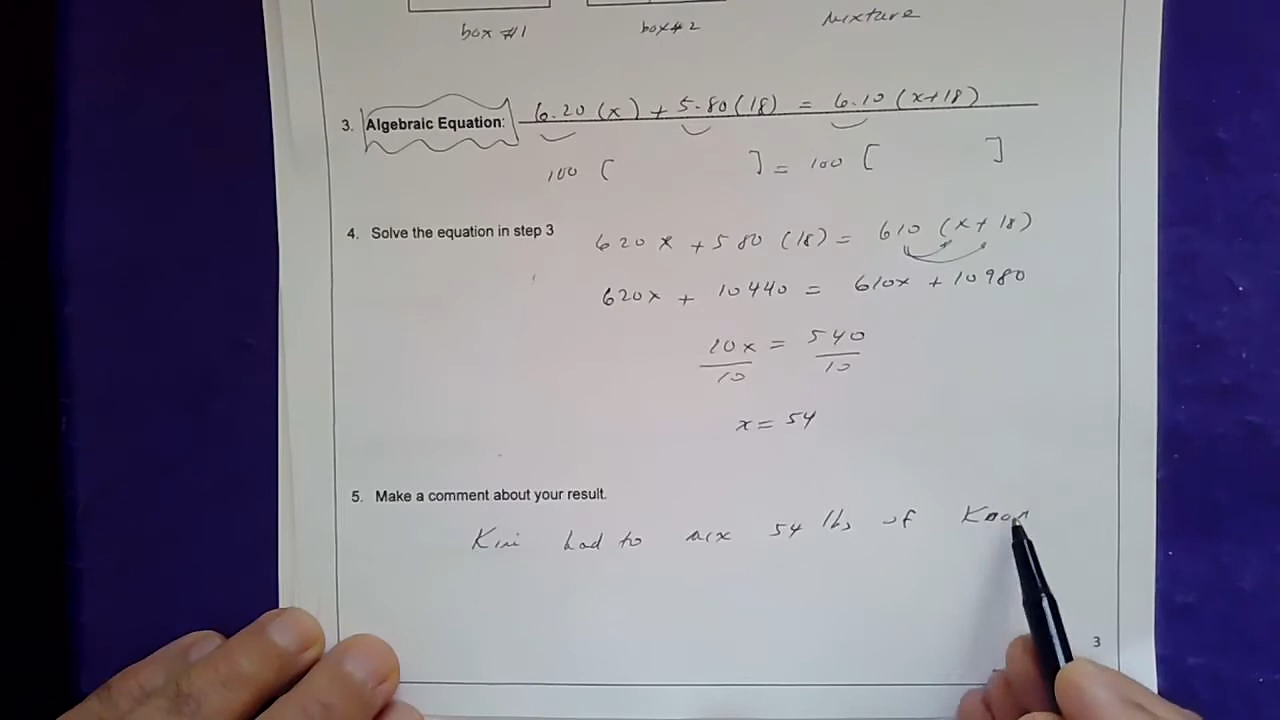 box #1 box #2 Mixture
3. Algebraic Equation: 6.20 (x) + 5.80 (18) = 6.10 (x+18)
100 [ ] = 100 [ ]
4. Solve the equation in step 3
620 x + 580 (18) = 610 (x + 18)
620x + 10440 = 610x + 10980
10x = 540
10 10
x = 54
5. Make a comment about your result.
had to mix 54 lbs of
3